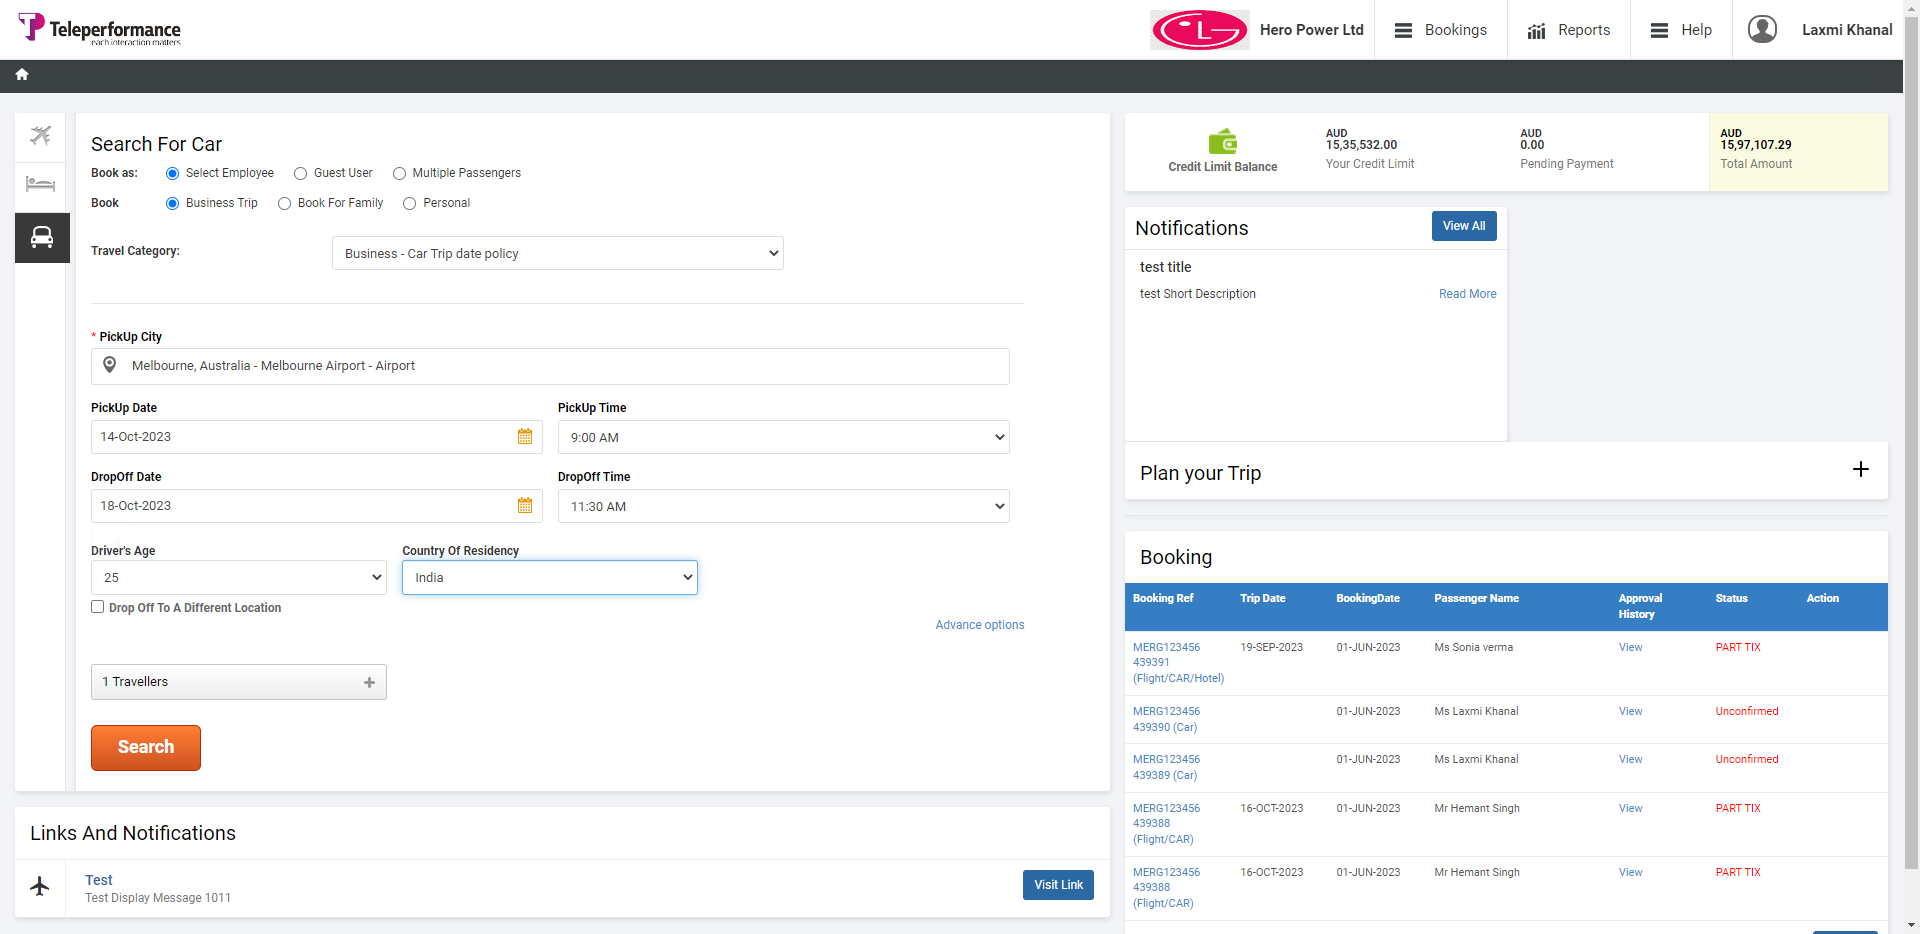 Teleperformance
each interaction matters
Hero Power Ltd
Bookings
Reports
Help
Laxmi Khanal
Search For Car
Book as: Select Employee Guest User Multiple Passengers
Book Business Trip Book For Family Personal
Travel Category: Business - Car Trip date policy
* PickUp City
Melbourne, Australia - Melbourne Airport - Airport
PickUp Date PickUp Time
14-Oct-2023 9:00 AM
DropOff Date DropOff Time
18-Oct-2023 11:30 AM
Driver's Age Country Of Residency
25 India
Drop Off To A Different Location
Advance options
1 Travellers
Search
Links And Notifications
Test
Test Display Message 1011
Visit Link
Credit Limit Balance
AUD
15,35,532.00
Your Credit Limit
AUD
0.00
Pending Payment
AUD
15,97,107.29
Total Amount
Notifications
View All
test title
test Short Description Read More
Plan your Trip
Booking
Booking Ref Trip Date BookingDate Passenger Name Approval History Status Action
MERG123456 19-SEP-2023 01-JUN-2023 Ms Sonia verma View PART TIX
439391
(Flight/CAR/Hotel)
MERG123456 01-JUN-2023 Ms Laxmi Khanal View Unconfirmed
439390 (Car)
MERG123456 01-JUN-2023 Ms Laxmi Khanal View Unconfirmed
439389 (Car)
MERG123456 16-OCT-2023 01-JUN-2023 Mr Hemant Singh View PART TIX
439388
(Flight/CAR)
MERG123456 16-OCT-2023 01-JUN-2023 Mr Hemant Singh View PART TIX
439388
(Flight/CAR)